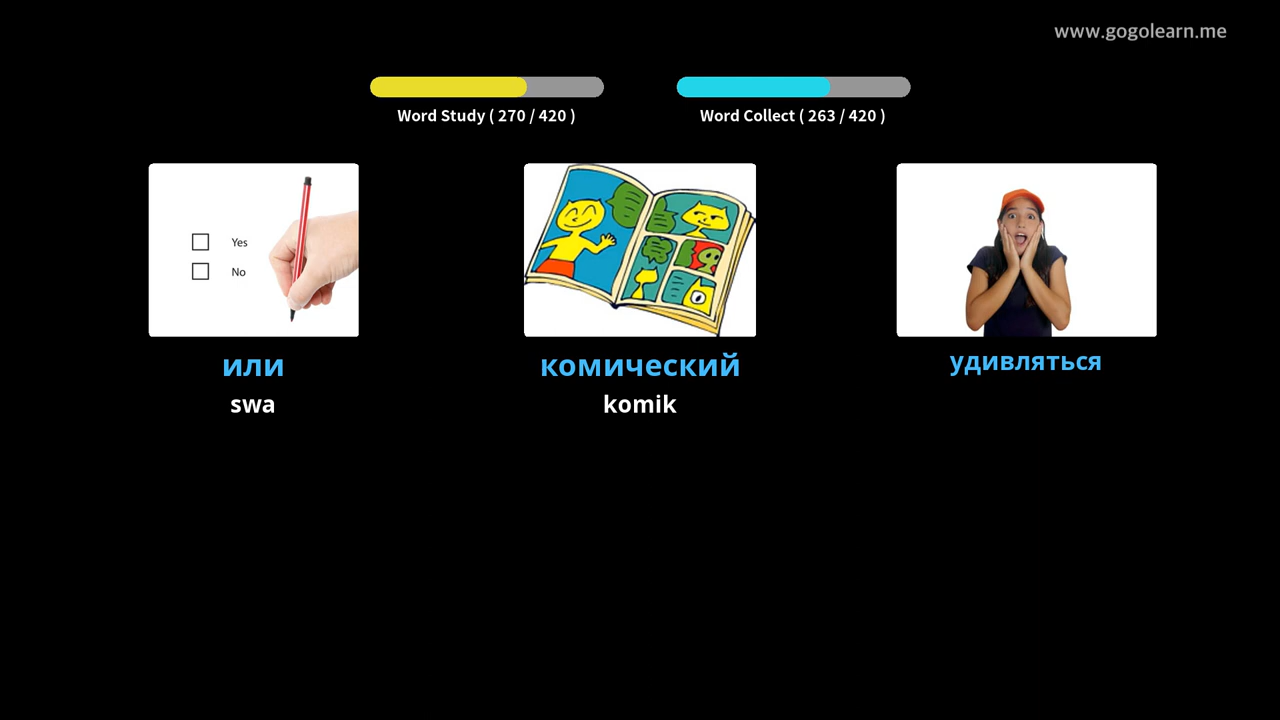 www.gogolearn.me
Word Study ( 270 / 420 )
Word Collect ( 263 / 420 )
Yes
No
или
комический
удивляться
swa
komik